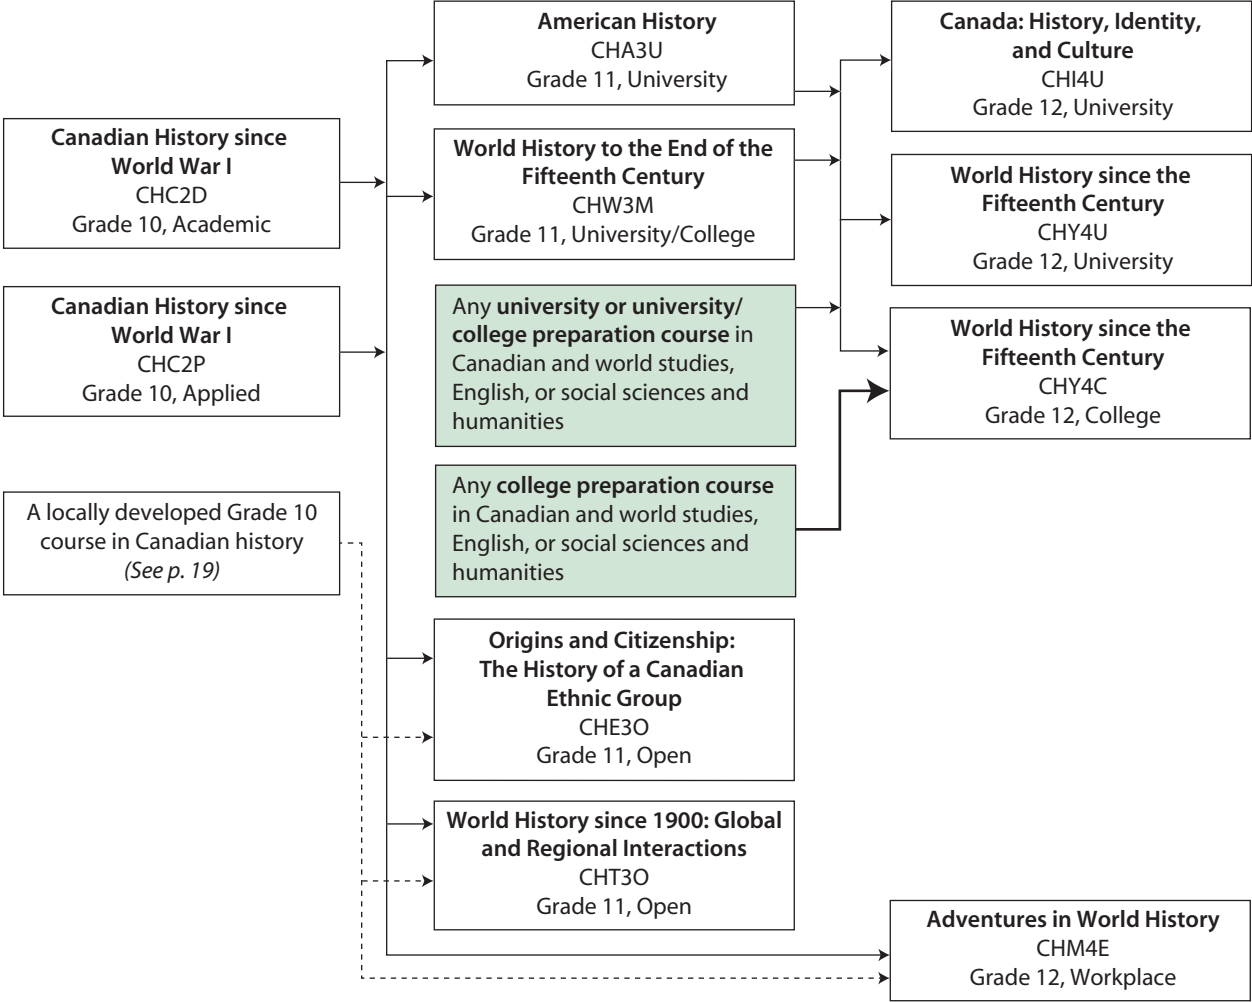 Canadian History since
World War I
CHC2D
Grade 10, Academic
Canadian History since
World War I
CHC2P
Grade 10, Applied
A locally developed Grade 10
course in Canadian history
(See p. 19)
American History
CHA3U
Grade 11, University
World History to the End of the
Fifteenth Century
CHW3M
Grade 11, University/College
Any university or university/
college preparation course in
Canadian and world studies,
English, or social sciences and
humanities
Any college preparation course
in Canadian and world studies,
English, or social sciences and
humanities
Origins and Citizenship:
The History of a Canadian
Ethnic Group
CHE3O
Grade 11, Open
World History since 1900: Global
and Regional Interactions
CHT3O
Grade 11, Open
Canada: History, Identity,
and Culture
CHI4U
Grade 12, University
World History since the
Fifteenth Century
CHY4U
Grade 12, University
World History since the
Fifteenth Century
CHY4C
Grade 12, College
Adventures in World History
CHM4E
Grade 12, Workplace